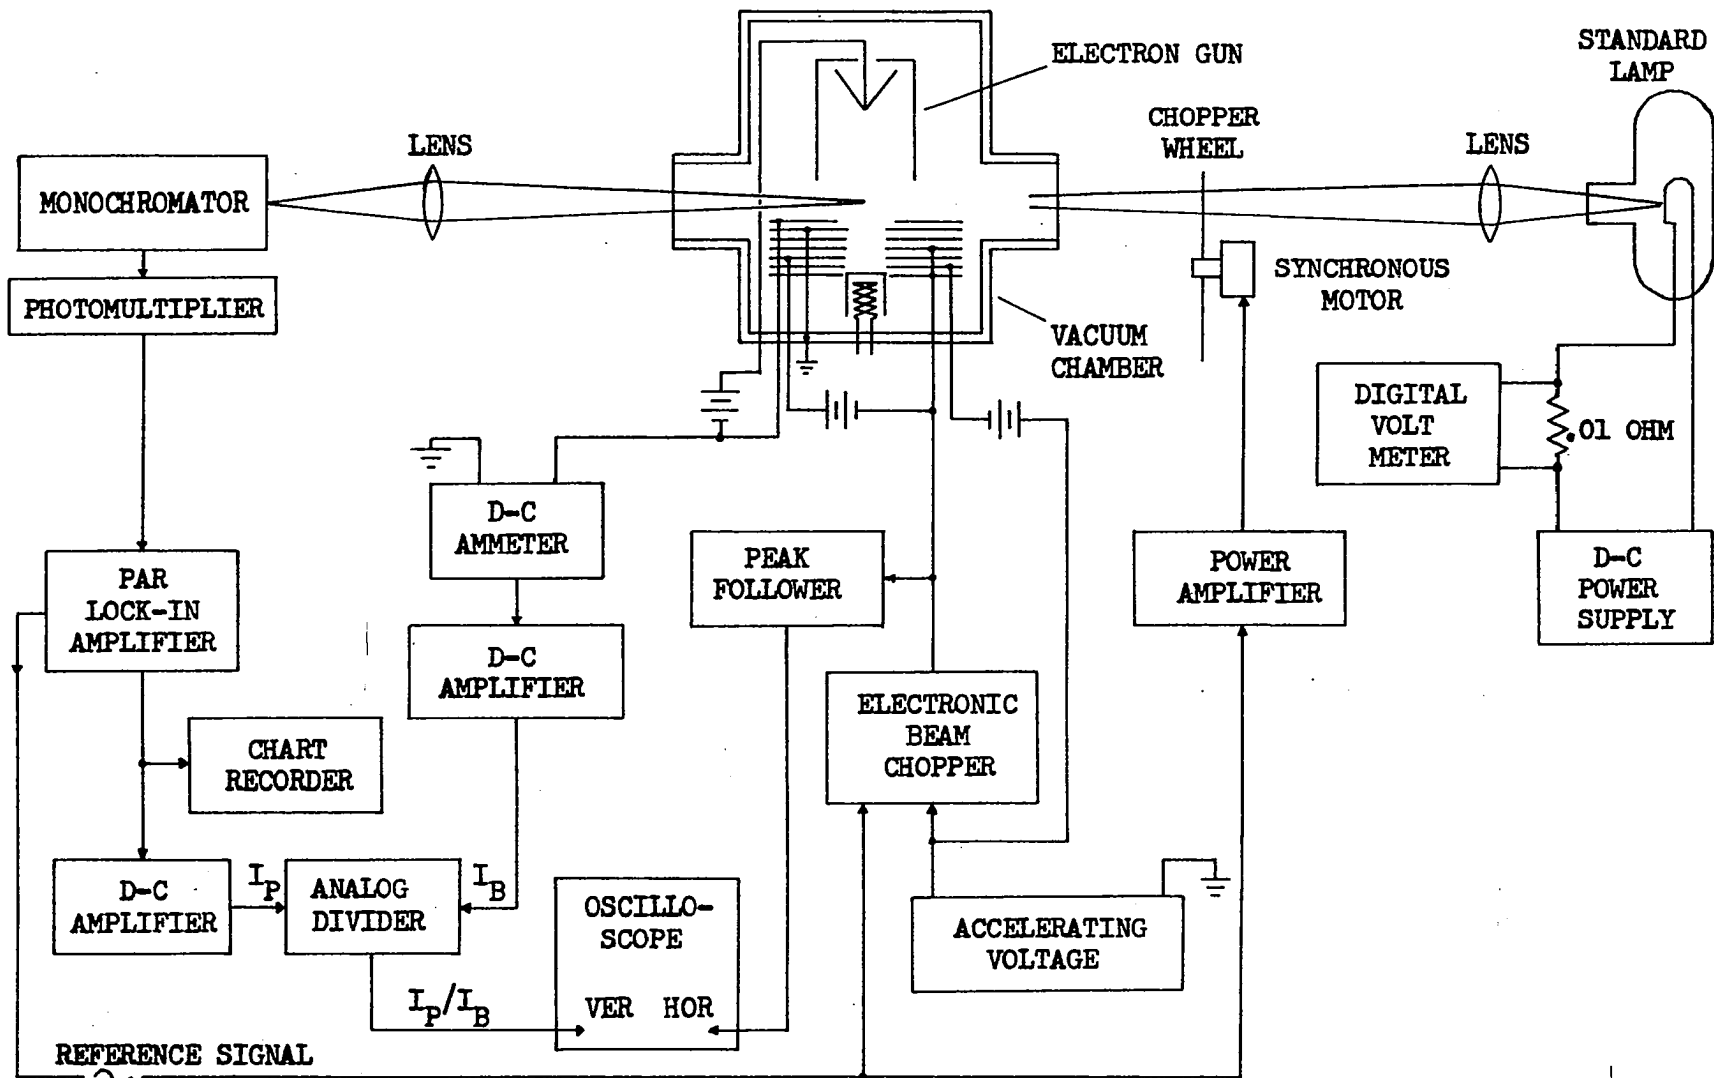 ELECTRON GUN
STANDARD
LAMP
CHOPPER
WHEEL
LENS
LENS
MONOCHROMATOR
SYNCHRONOUS
MOTOR
PHOTOMULTIPLIER
VACUUM
CHAMBER
DIGITAL
VOLT
METER
.01 OHM
D-C
AMMETER
PEAK
FOLLOWER
POWER
AMPLIFIER
D-C
POWER
SUPPLY
PAR
LOCK-IN
AMPLIFIER
D-C
AMPLIFIER
ELECTRONIC
BEAM
CHOPPER
CHART
RECORDER
D-C
AMPLIFIER
I_P
ANALOG
DIVIDER
I_B
OSCILLO-
SCOPE
VER HOR
ACCELERATING
VOLTAGE
I_P/I_B
REFERENCE SIGNAL